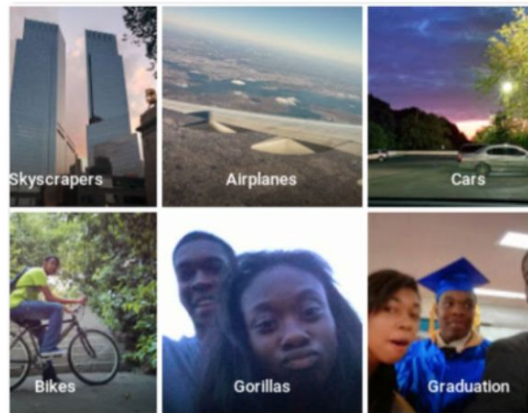 Skyscrapers
Airplanes
Cars
Bikes
Gorillas
Graduation